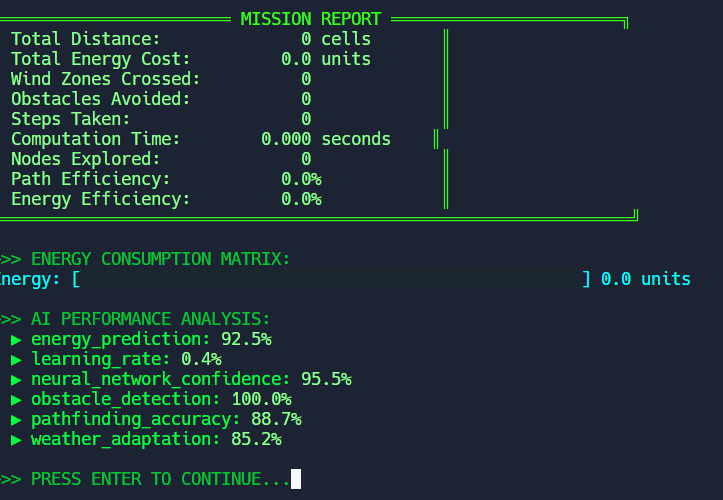 MISSION REPORT
Total Distance: 0 cells
Total Energy Cost: 0.0 units
Wind Zones Crossed: 0
Obstacles Avoided: 0
Steps Taken: 0
Computation Time: 0.000 seconds
Nodes Explored: 0
Path Efficiency: 0.0%
Energy Efficiency: 0.0%
>>> ENERGY CONSUMPTION MATRIX:
nergy: [ ] 0.0 units
>>> AI PERFORMANCE ANALYSIS:
▶ energy_prediction: 92.5%
▶ learning_rate: 0.4%
▶ neural_network_confidence: 95.5%
▶ obstacle_detection: 100.0%
▶ pathfinding_accuracy: 88.7%
▶ weather_adaptation: 85.2%
>>> PRESS ENTER TO CONTINUE...